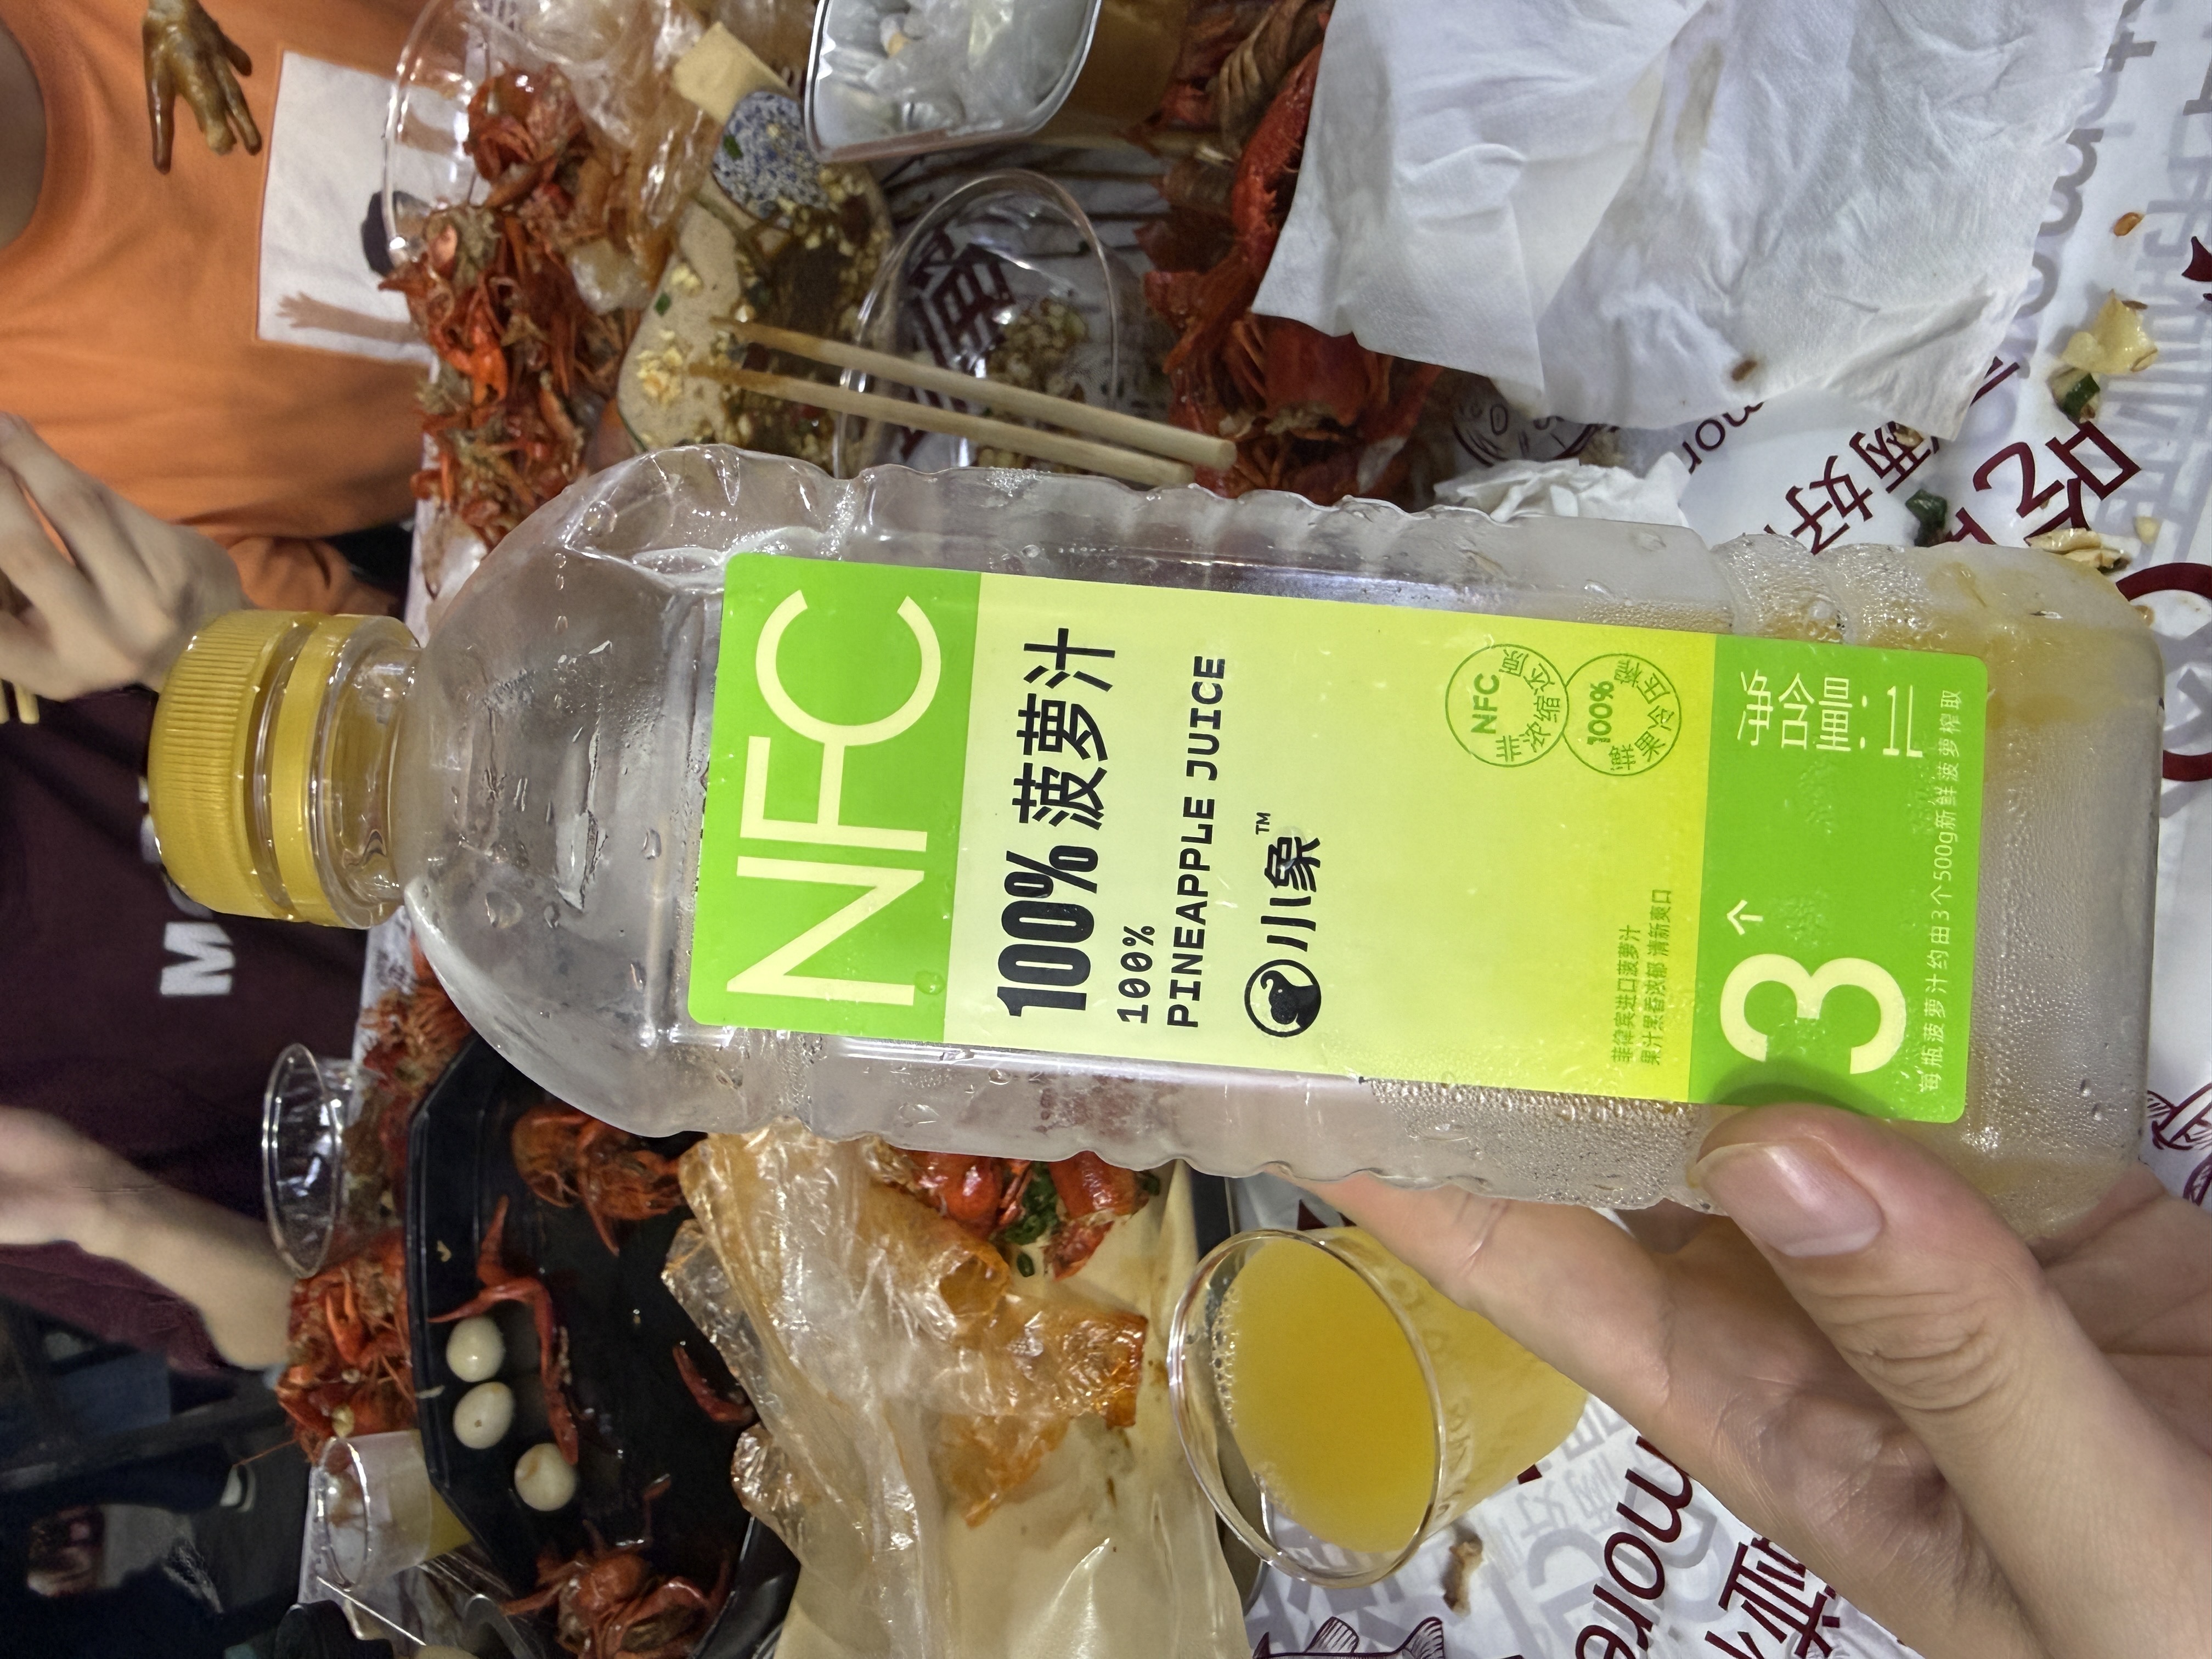 NFC
100%菠萝汁
100%
PINEAPPLE JUICE
小象™
NFC
非浓缩还原
100%
鲜果冷压榨
菲律宾进口菠萝汁
果汁果香浓郁 清新爽口
3个
净含量:1L
每瓶菠萝汁约由3个500g新鲜菠萝榨取
more